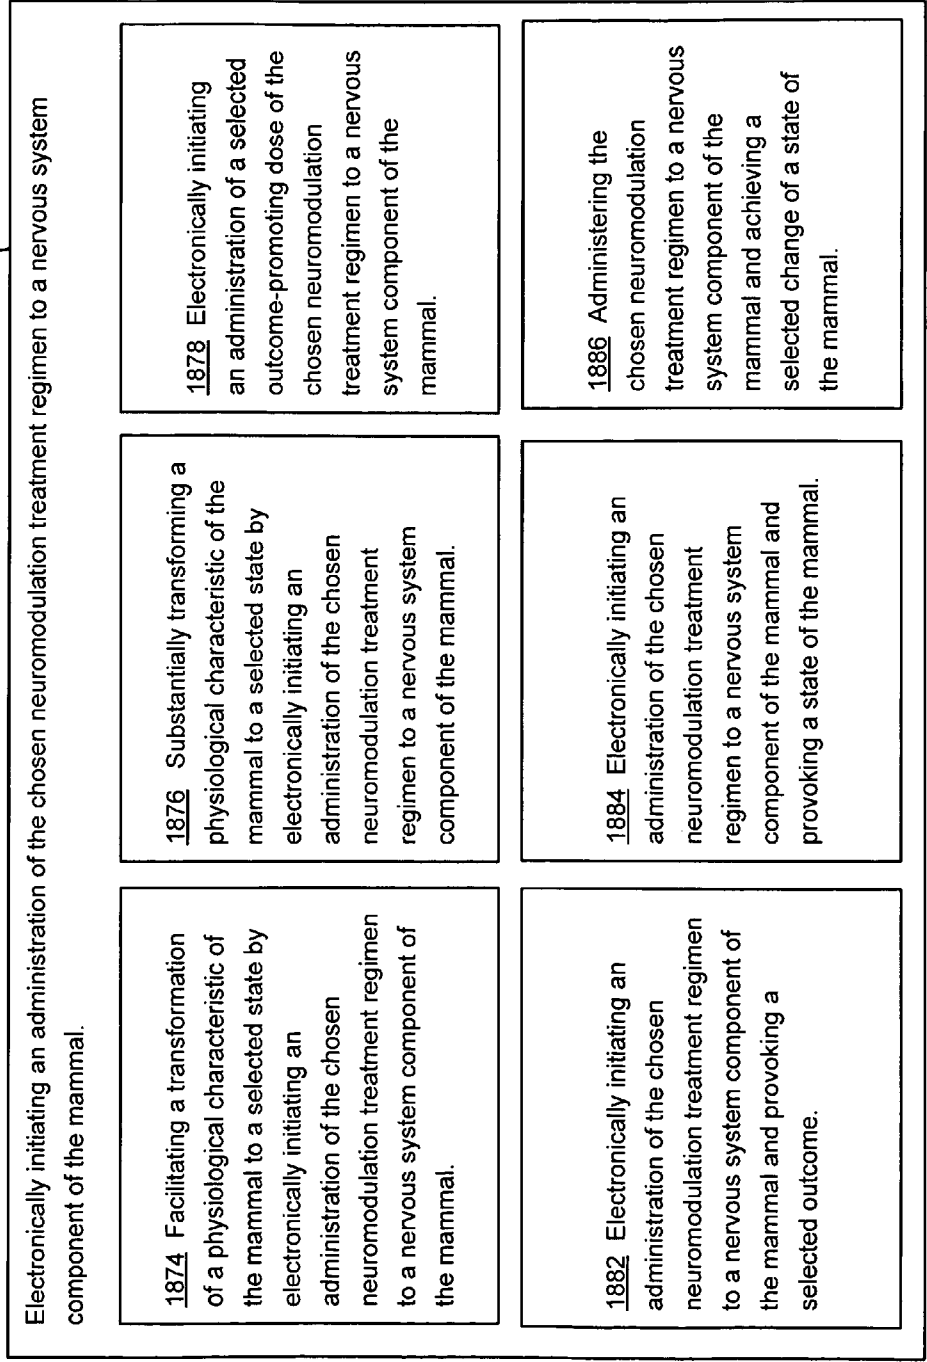 Electronically initiating an administration of the chosen neuromodulation treatment regimen to a nervous system
component of the mammal.
1874 Facilitating a transformation
of a physiological characteristic of
the mammal to a selected state by
electronically initiating an
administration of the chosen
neuromodulation treatment regimen
to a nervous system component of
the mammal.
1876 Substantially transforming a
physiological characteristic of the
mammal to a selected state by
electronically initiating an
administration of the chosen
neuromodulation treatment
regimen to a nervous system
component of the mammal.
1878 Electronically initiating
an administration of a selected
outcome-promoting dose of the
chosen neuromodulation
treatment regimen to a nervous
system component of the
mammal.
1882 Electronically initiating an
administration of the chosen
neuromodulation treatment regimen
to a nervous system component of
the mammal and provoking a
selected outcome.
1884 Electronically initiating an
administration of the chosen
neuromodulation treatment
regimen to a nervous system
component of the mammal and
provoking a state of the mammal.
1886 Administering the
chosen neuromodulation
treatment regimen to a nervous
system component of the
mammal and achieving a
selected change of a state of
the mammal.